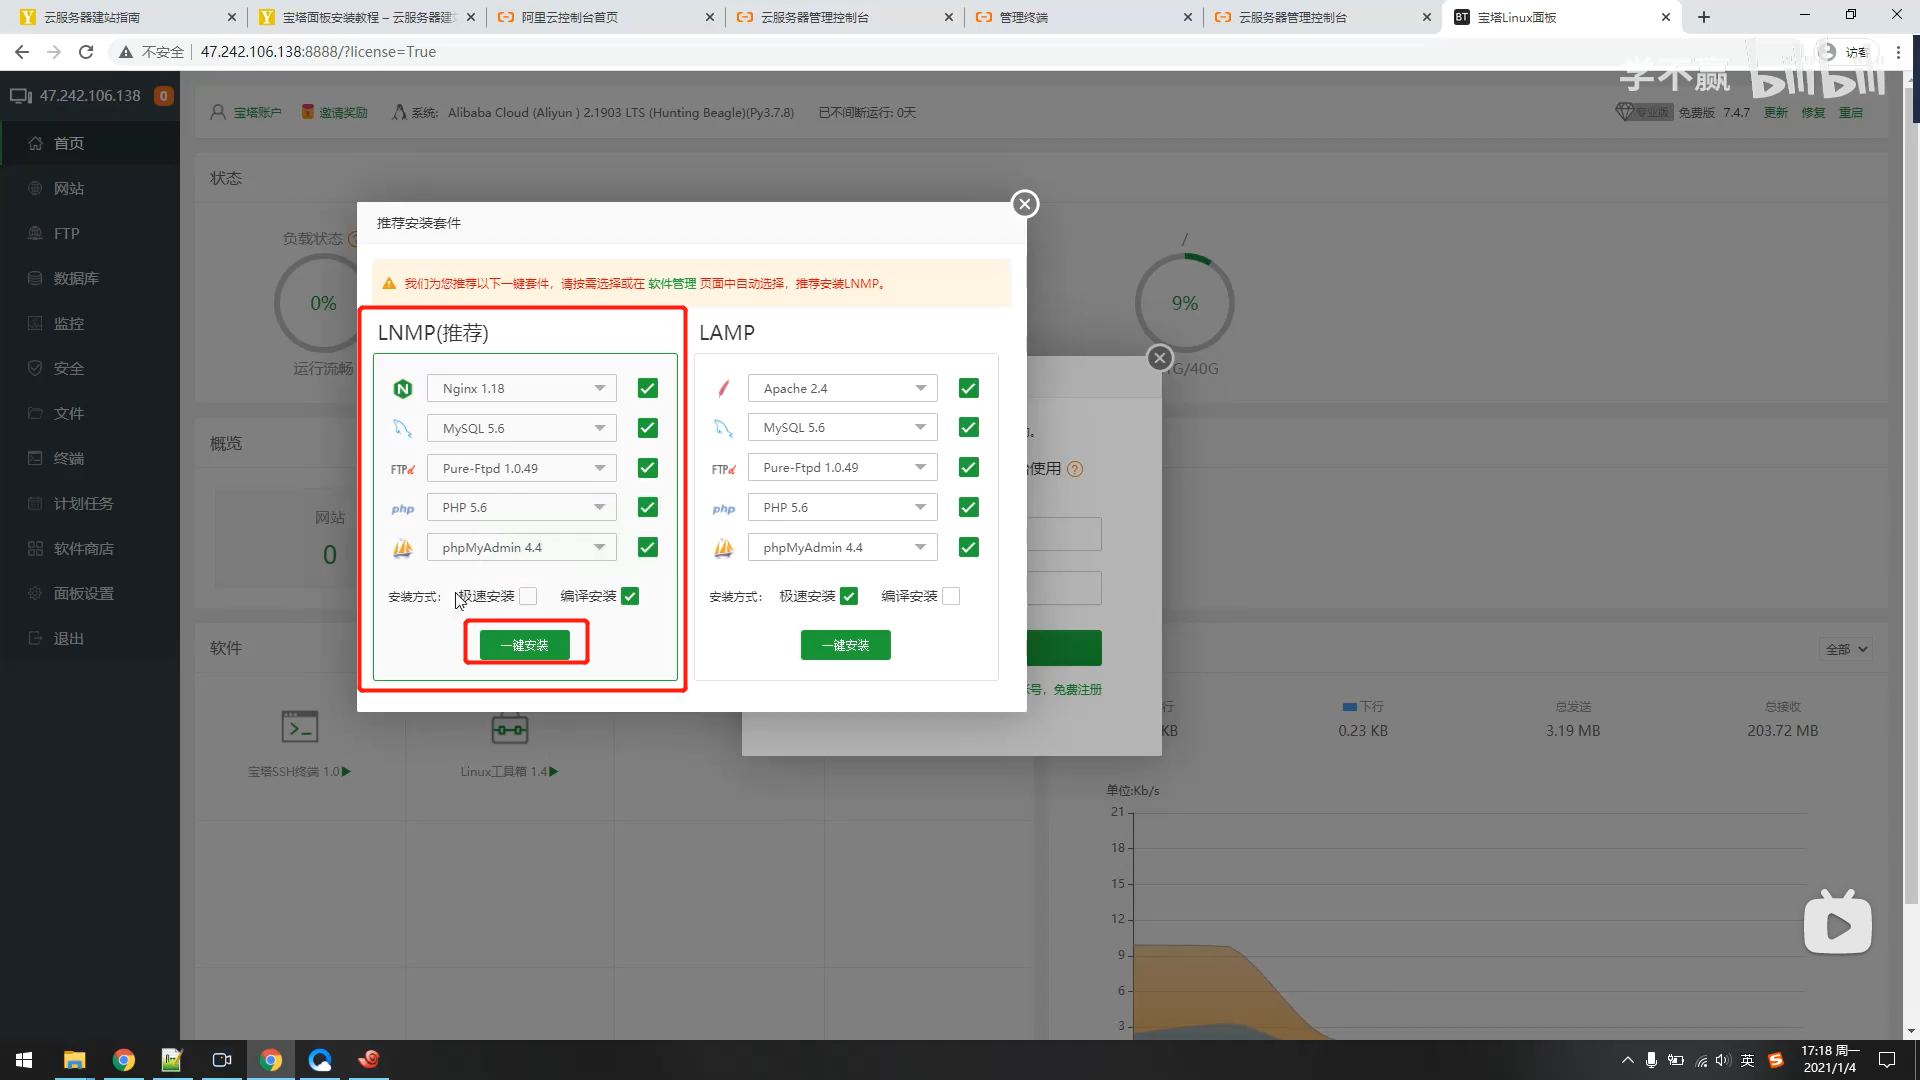 云服务器建站指南
宝塔面板安装教程 – 云服务器建
阿里云控制台首页
云服务器管理控制台
管理终端
云服务器管理控制台
BT 宝塔Linux面板
不安全 47.242.106.138:8888/?license=True
学不赢 bilibili
47.242.106.138 0
宝塔账户 邀请奖励 系统: Alibaba Cloud (Aliyun ) 2.1903 LTS (Hunting Beagle)(Py3.7.8) 已不间断运行: 0天
专业版 免费版 7.4.7 更新 修复 重启
首页
网站
FTP
数据库
监控
安全
文件
终端
计划任务
软件商店
面板设置
退出
状态
负载状态
0%
运行流畅
/
9%
G/40G
推荐安装套件
我们为您推荐以下一键套件，请按需选择或在 软件管理 页面中自动选择，推荐安装LNMP。
LNMP(推荐)
Nginx 1.18
MySQL 5.6
FTPd Pure-Ftpd 1.0.49
php PHP 5.6
phpMyAdmin 4.4
安装方式： 极速安装 编译安装
一键安装
LAMP
Apache 2.4
MySQL 5.6
FTPd Pure-Ftpd 1.0.49
php PHP 5.6
phpMyAdmin 4.4
安装方式： 极速安装 编译安装
一键安装
使用 ?
号，免费注册
概览
网站
0
软件
全部
宝塔SSH终端 1.0
Linux工具箱 1.4
行
KB
下行
0.23 KB
总发送
3.19 MB
总接收
203.72 MB
单位:Kb/s
21
18
15
12
9
6
3
英
17:18 周一
2021/1/4